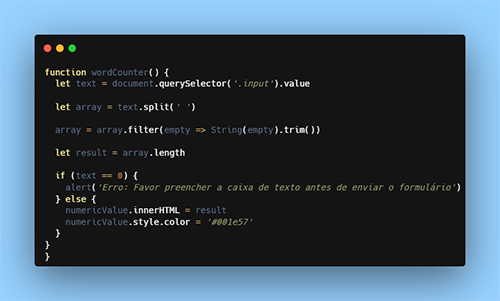 function wordCounter() {
let text = document.querySelector('.input').value
let array = text.split(' ')
array = array.filter(empty => String(empty).trim())
let result = array.length
if (text == 0) {
alert('Erro: Favor preencher a caixa de texto antes de enviar o formulário')
} else {
numericValue.innerHTML = result
numericValue.style.color = '#001e57'
}
}
}